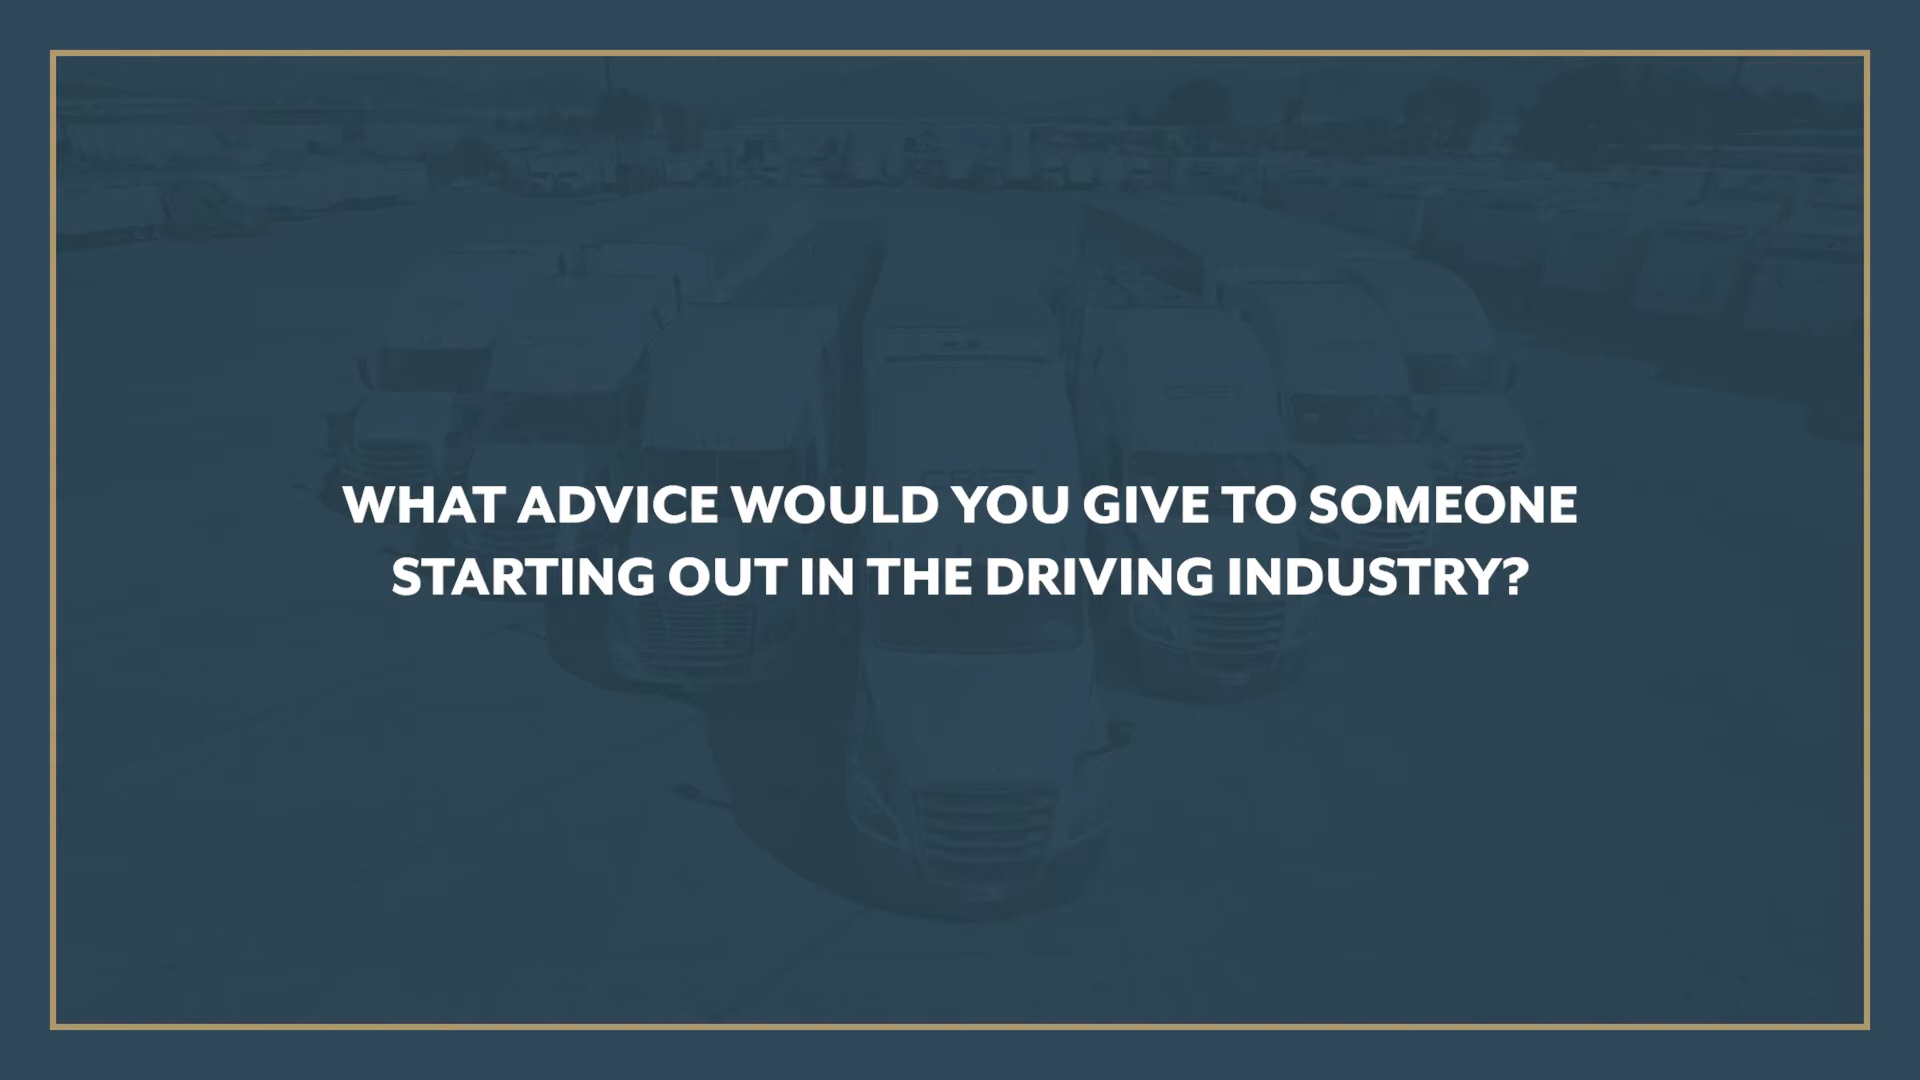 WHAT ADVICE WOULD YOU GIVE TO SOMEONE
STARTING OUT IN THE DRIVING INDUSTRY?